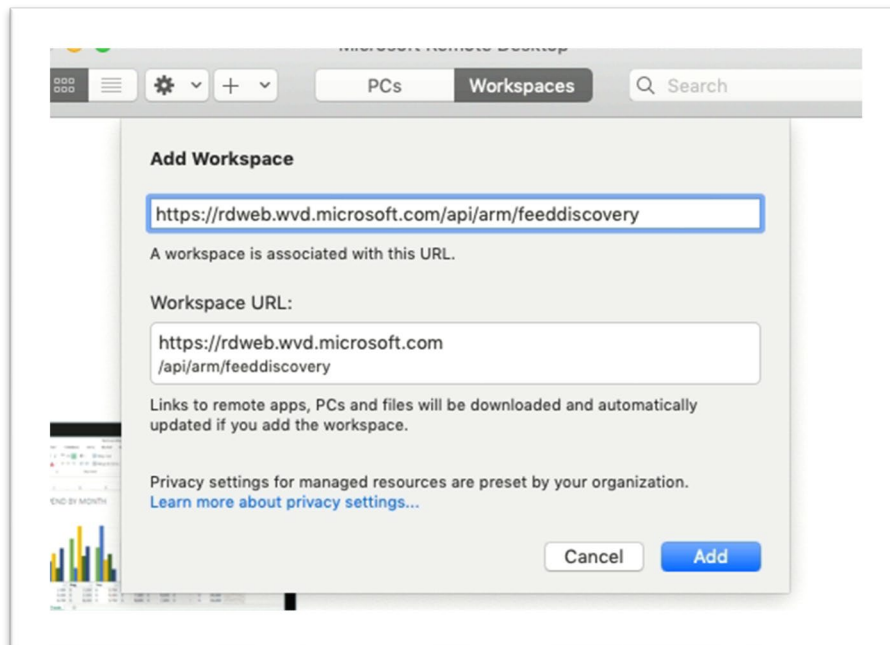 Microsoft Remote Desktop
PCs
Workspaces
Search
Add Workspace
https://rdweb.wvd.microsoft.com/api/arm/feeddiscovery
A workspace is associated with this URL.
Workspace URL:
https://rdweb.wvd.microsoft.com
/api/arm/feeddiscovery
Links to remote apps, PCs and files will be downloaded and automatically
updated if you add the workspace.
Privacy settings for managed resources are preset by your organization.
Learn more about privacy settings...
BY MONTH
Cancel
Add